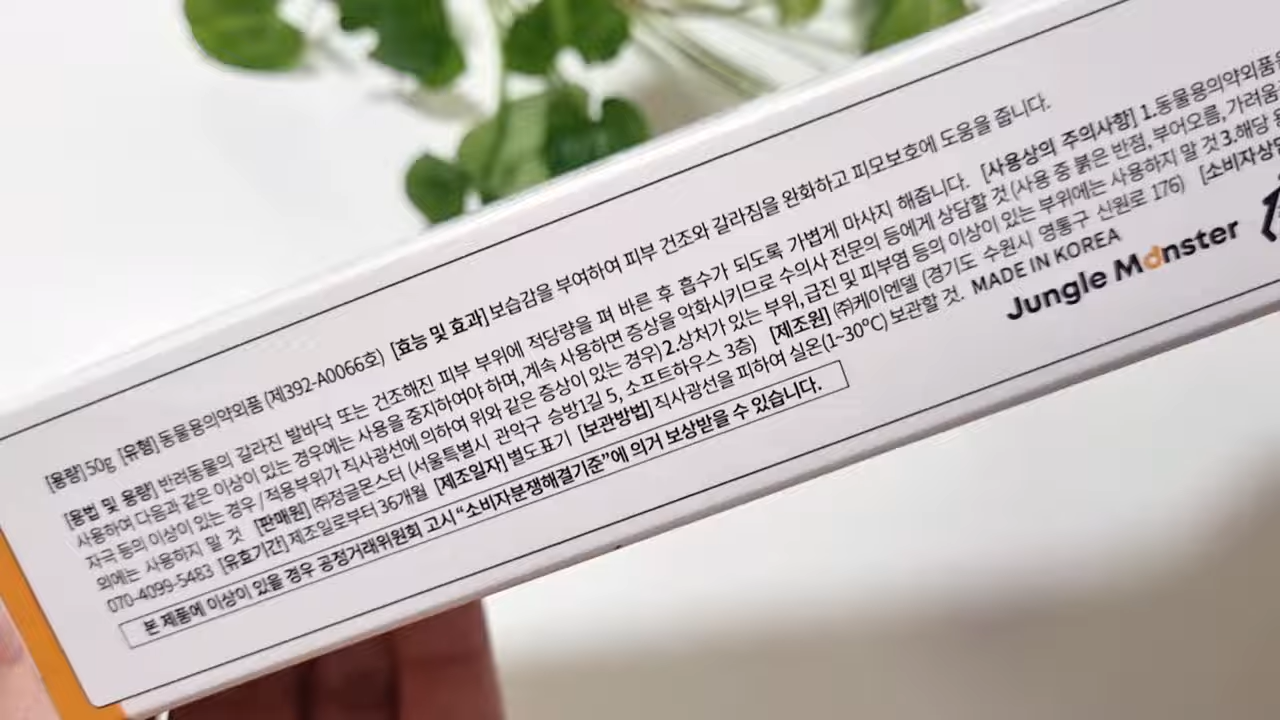 [용량] 50g [유형] 동물용의약외품 (제392-A0066호) [효능 및 효과] 보습감을 부여하여 피부 건조와 갈라짐을 완화하고 피모보호에 도움을 줍니다.
[용법 및 용량] 반려동물의 갈라진 발바닥 또는 건조해진 피부 부위에 적당량을 펴 바른 후 흡수가 되도록 가볍게 마사지 해줍니다. [사용상의 주의사항] 1.동물용의약외품을
사용하여 다음과 같은 이상이 있는 경우에는 사용을 중지하여야 하며, 계속 사용하면 증상을 악화시키므로 수의사 전문의 등에게 상담할 것 (사용 중 붉은 반점, 부어오름, 가려움
자극 등의 이상이 있는 경우 / 적용부위가 직사광선에 의하여 위와 같은 증상이 있는 경우) 2.상처가 있는 부위, 급진 및 피부염 등의 이상이 있는 부위에는 사용하지 말 것 3.해당
외에는 사용하지 말 것 [판매원] ㈜정글몬스터 (서울특별시 관악구 승방1길 5, 소프트하우스 3층) [제조원] ㈜케이엔델 (경기도 수원시 영통구 신원로 176) [소비자상담
070-4099-5483 [유효기간] 제조일로부터 36개월 [제조일자] 별도표기 [보관방법] 직사광선을 피하여 실온(1~30℃) 보관할 것. MADE IN KOREA
본 제품에 이상이 있을 경우 공정거래위원회 고시 “소비자분쟁해결기준”에 의거 보상받을 수 있습니다.
Jungle Monster